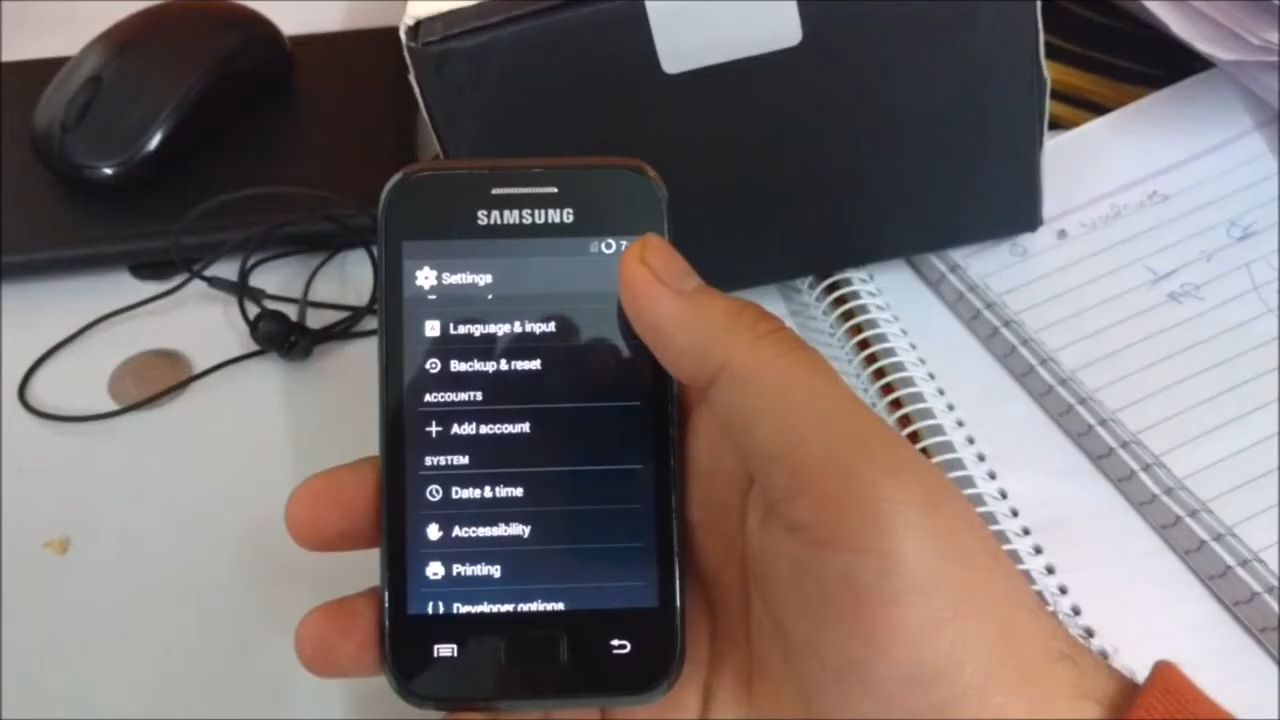 SAMSUNG
Settings
Language & input
Backup & reset
ACCOUNTS
Add account
SYSTEM
Date & time
Accessibility
Printing
Developer options